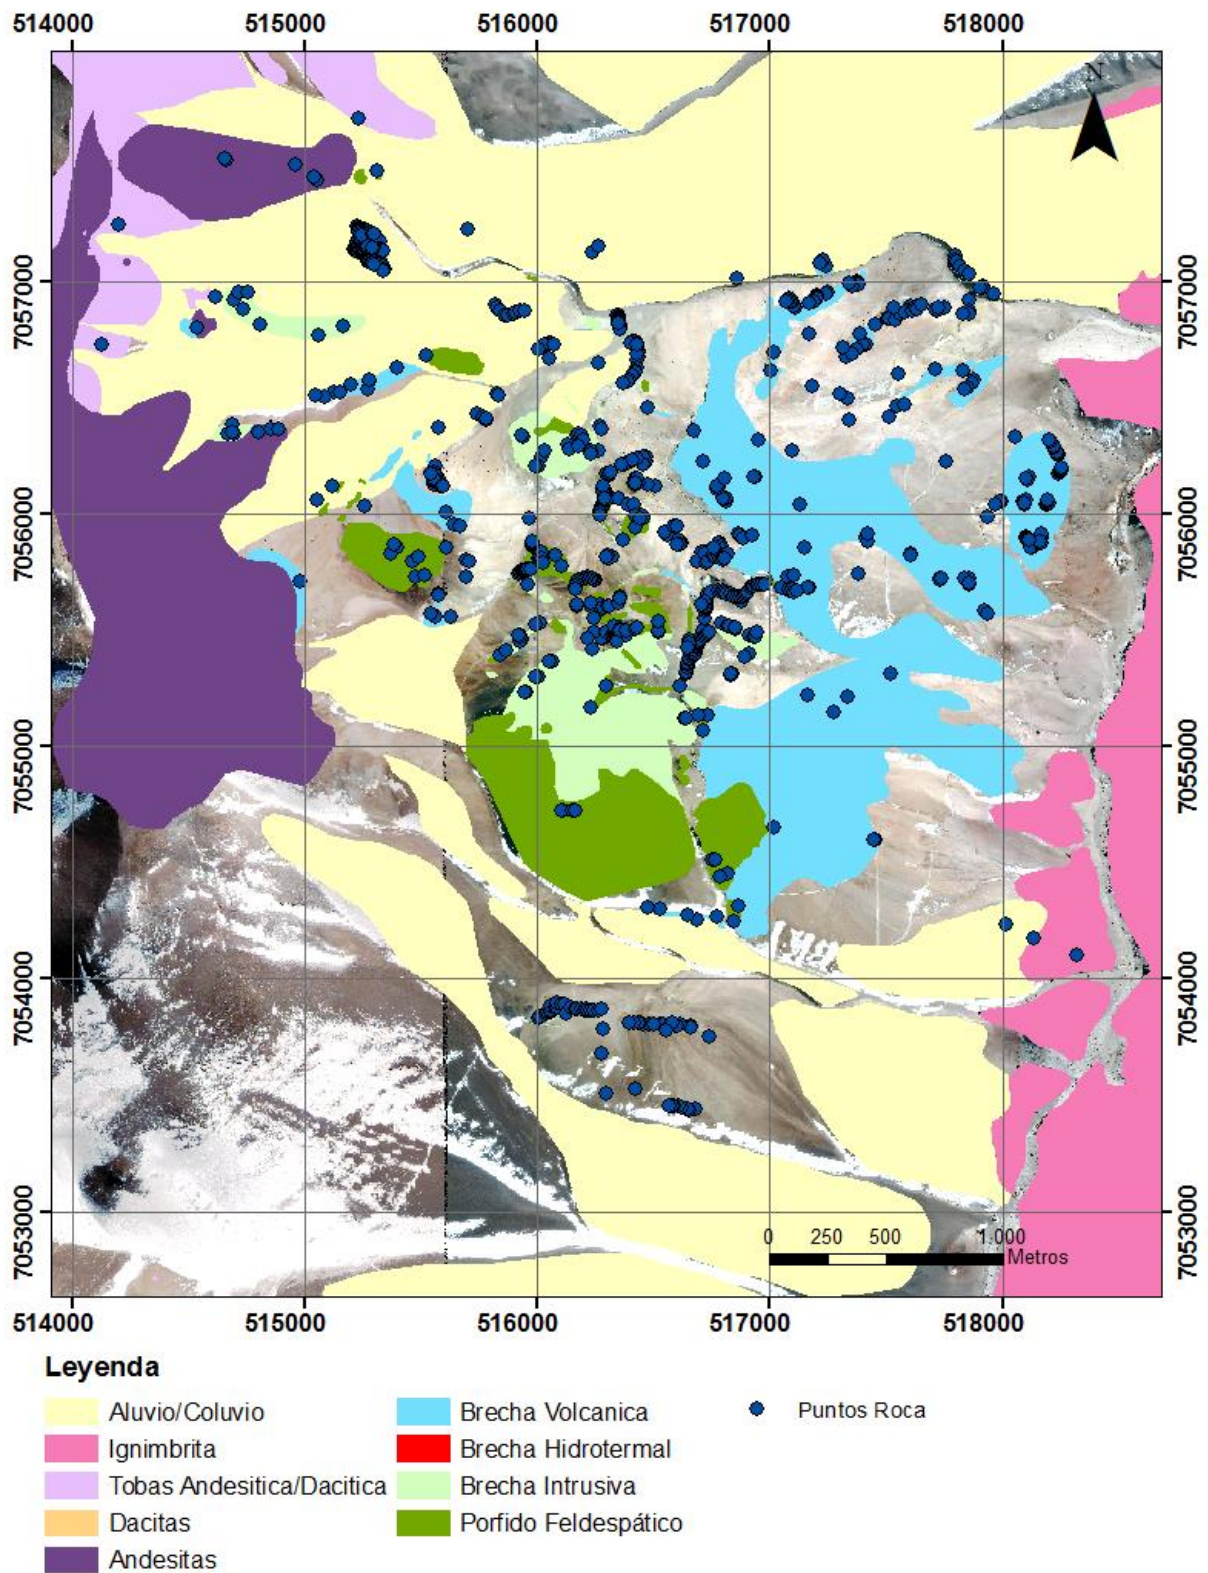 514000 515000 516000 517000 518000
N
7057000 7057000
7056000 7056000
7055000 7055000
7054000 7054000
7053000 7053000
0 250 500 1.000
Metros
514000 515000 516000 517000 518000
Leyenda
Aluvio/Coluvio
Ignimbrita
Tobas Andesitica/Dacitica
Dacitas
Andesitas
Brecha Volcanica
Brecha Hidrotermal
Brecha Intrusiva
Porfido Feldespático
Puntos Roca